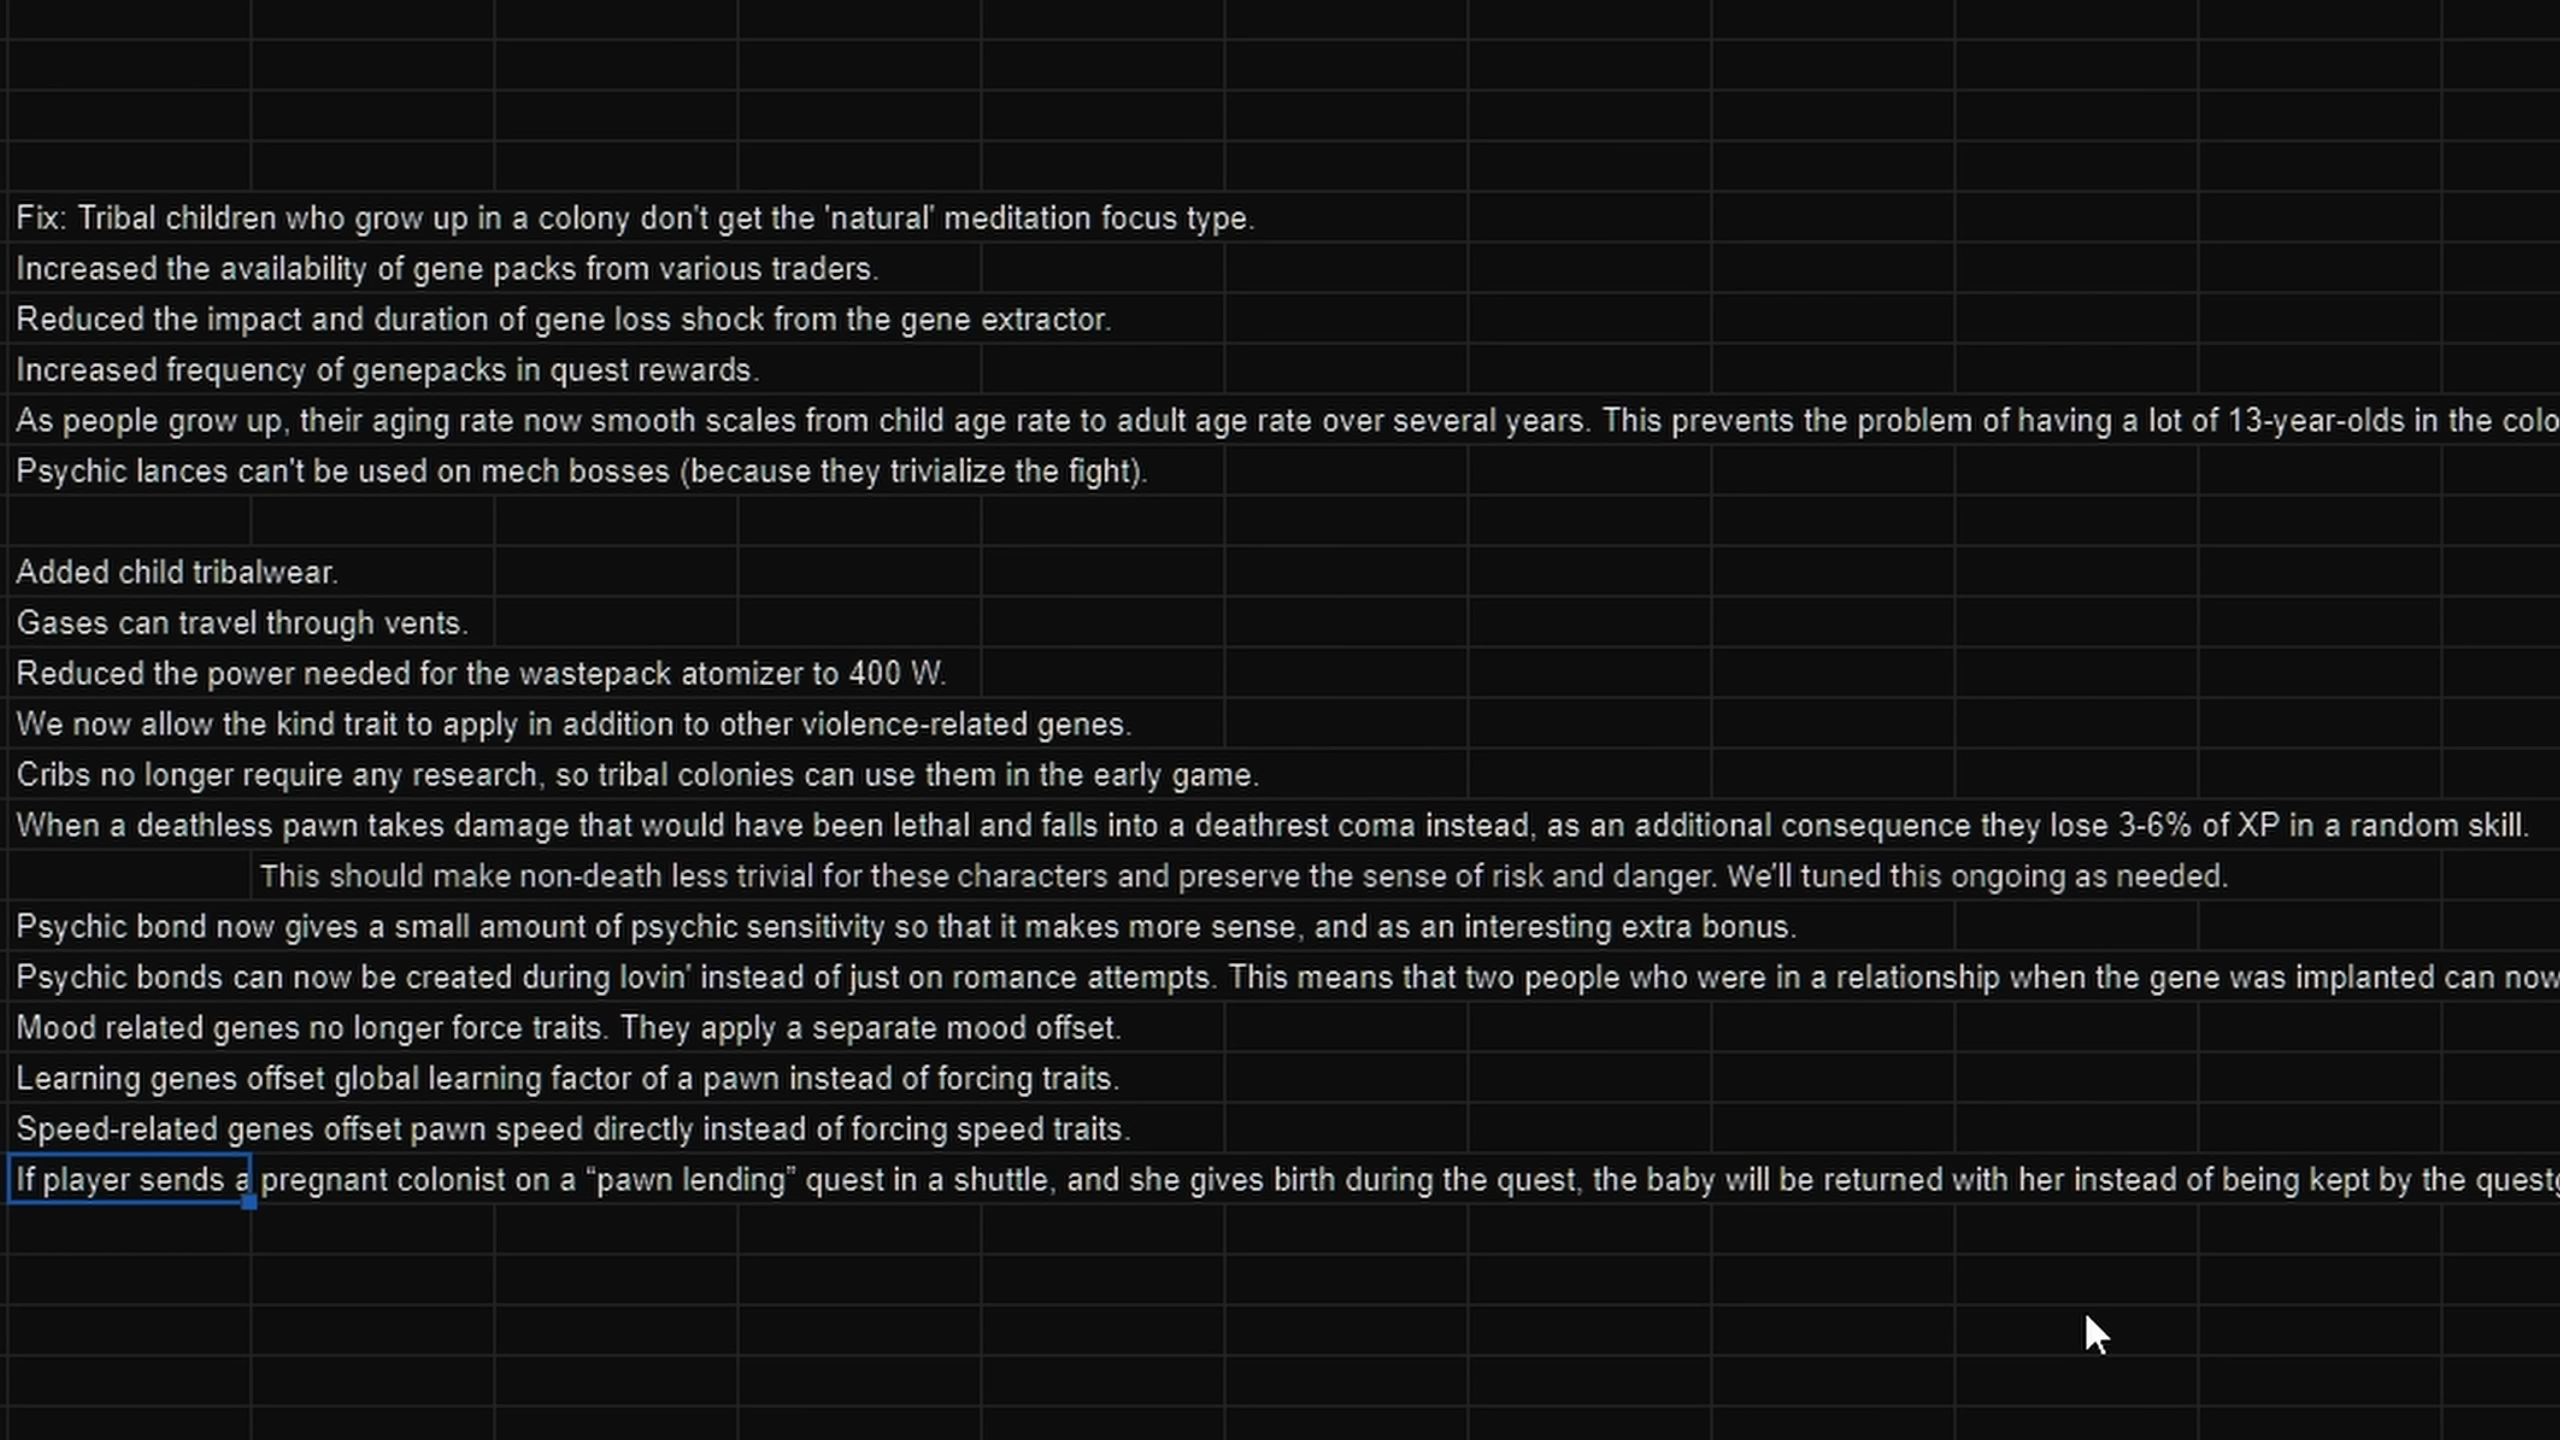 Fix: Tribal children who grow up in a colony don't get the 'natural' meditation focus type.
Increased the availability of gene packs from various traders.
Reduced the impact and duration of gene loss shock from the gene extractor.
Increased frequency of genepacks in quest rewards.
As people grow up, their aging rate now smooth scales from child age rate to adult age rate over several years. This prevents the problem of having a lot of 13-year-olds in the colo
Psychic lances can't be used on mech bosses (because they trivialize the fight).
Added child tribalwear.
Gases can travel through vents.
Reduced the power needed for the wastepack atomizer to 400 W.
We now allow the kind trait to apply in addition to other violence-related genes.
Cribs no longer require any research, so tribal colonies can use them in the early game.
When a deathless pawn takes damage that would have been lethal and falls into a deathrest coma instead, as an additional consequence they lose 3-6% of XP in a random skill.
This should make non-death less trivial for these characters and preserve the sense of risk and danger. We'll tuned this ongoing as needed.
Psychic bond now gives a small amount of psychic sensitivity so that it makes more sense, and as an interesting extra bonus.
Psychic bonds can now be created during lovin' instead of just on romance attempts. This means that two people who were in a relationship when the gene was implanted can now
Mood related genes no longer force traits. They apply a separate mood offset.
Learning genes offset global learning factor of a pawn instead of forcing traits.
Speed-related genes offset pawn speed directly instead of forcing speed traits.
If player sends a pregnant colonist on a “pawn lending” quest in a shuttle, and she gives birth during the quest, the baby will be returned with her instead of being kept by the quest